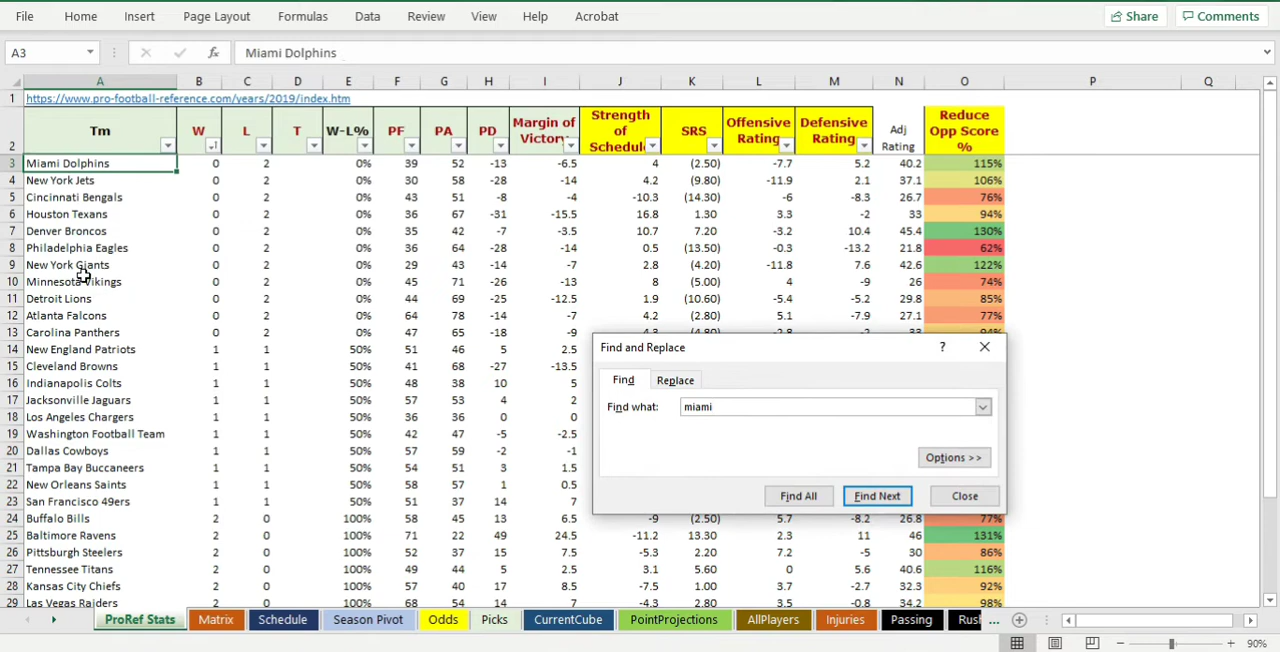 File Home Insert Page Layout Formulas Data Review View Help Acrobat Share Comments
A3 fx Miami Dolphins
A B C D E F G H I J K L M N O P Q
1 https://www.pro-football-reference.com/years/2019/index.htm
2 Tm W L T W-L% PF PA PD Margin of Victory Strength of Schedule SRS Offensive Rating Defensive Rating Adj Rating Reduce Opp Score %
3 Miami Dolphins 0 2 0% 39 52 -13 -6.5 4 (2.50) -7.7 5.2 40.2 115%
4 New York Jets 0 2 0% 30 58 -28 -14 4.2 (9.80) -11.9 2.1 37.1 106%
5 Cincinnati Bengals 0 2 0% 43 51 -8 -4 -10.3 (14.30) -6 -8.3 26.7 76%
6 Houston Texans 0 2 0% 36 67 -31 -15.5 16.8 1.30 3.3 -2 33 94%
7 Denver Broncos 0 2 0% 35 42 -7 -3.5 10.7 7.20 -3.2 10.4 45.4 130%
8 Philadelphia Eagles 0 2 0% 36 64 -28 -14 0.5 (13.50) -0.3 -13.2 21.8 62%
9 New York Giants 0 2 0% 29 43 -14 -7 2.8 (4.20) -11.8 7.6 42.6 122%
10 Minnesota Vikings 0 2 0% 45 71 -26 -13 8 (5.00) 4 -9 26 74%
11 Detroit Lions 0 2 0% 44 69 -25 -12.5 1.9 (10.60) -5.4 -5.2 29.8 85%
12 Atlanta Falcons 0 2 0% 64 78 -14 -7 4.2 (2.80) 5.1 -7.9 27.1 77%
13 Carolina Panthers 0 2 0% 47 65 -18 -9 4.3 (4.80) -2.8 -2 33 94%
14 New England Patriots 1 1 50% 51 46 5 2.5
15 Cleveland Browns 1 1 50% 41 68 -27 -13.5
16 Indianapolis Colts 1 1 50% 48 38 10 5
17 Jacksonville Jaguars 1 1 50% 57 53 4 2
18 Los Angeles Chargers 1 1 50% 36 36 0 0
19 Washington Football Team 1 1 50% 42 47 -5 -2.5
20 Dallas Cowboys 1 1 50% 57 59 -2 -1
21 Tampa Bay Buccaneers 1 1 50% 54 51 3 1.5
22 New Orleans Saints 1 1 50% 58 57 1 0.5
23 San Francisco 49ers 1 1 50% 51 37 14 7
24 Buffalo Bills 2 0 100% 58 45 13 6.5 -9 (2.50) 5.7 -8.2 26.8 77%
25 Baltimore Ravens 2 0 100% 71 22 49 24.5 -11.2 13.30 2.3 11 46 131%
26 Pittsburgh Steelers 2 0 100% 52 37 15 7.5 -5.3 2.20 7.2 -5 30 86%
27 Tennessee Titans 2 0 100% 49 44 5 2.5 3.1 5.60 0 5.6 40.6 116%
28 Kansas City Chiefs 2 0 100% 57 40 17 8.5 -7.5 1.00 3.7 -2.7 32.3 92%
29 Las Vegas Raiders 2 0 100% 68 54 14 7 -4.3 2.80 3.5 -0.8 34.2 98%
Find and Replace ?
Find Replace
Find what: miami
Options >>
Find All Find Next Close
ProRef Stats Matrix Schedule Season Pivot Odds Picks CurrentCube PointProjections AllPlayers Injuries Passing Rusl ...
90%